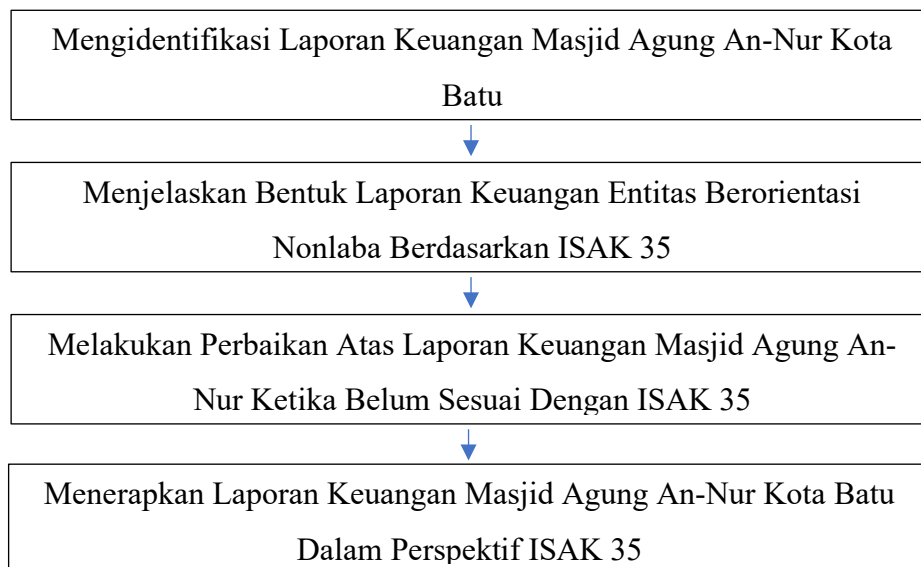 Mengidentifikasi Laporan Keuangan Masjid Agung An-Nur Kota
Batu
Menjelaskan Bentuk Laporan Keuangan Entitas Berorientasi
Nonlaba Berdasarkan ISAK 35
Melakukan Perbaikan Atas Laporan Keuangan Masjid Agung An-
Nur Ketika Belum Sesuai Dengan ISAK 35
Menerapkan Laporan Keuangan Masjid Agung An-Nur Kota Batu
Dalam Perspektif ISAK 35